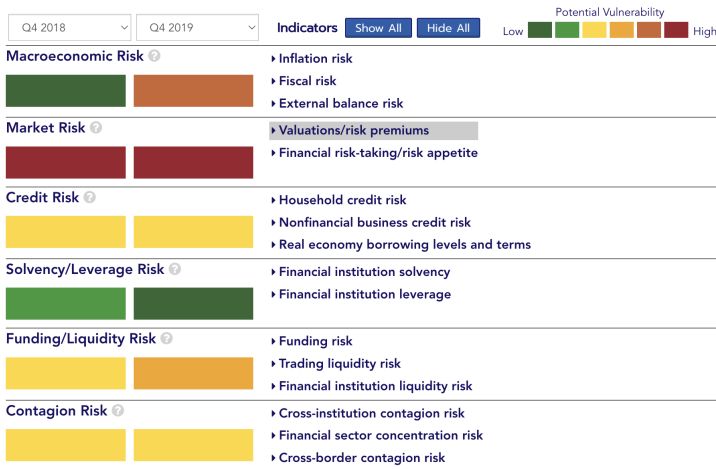 Q4 2018 Q4 2019 Indicators Show All Hide All
Potential Vulnerability
Low High
Macroeconomic Risk ?
Inflation risk
Fiscal risk
External balance risk
Market Risk ?
Valuations/risk premiums
Financial risk-taking/risk appetite
Credit Risk ?
Household credit risk
Nonfinancial business credit risk
Real economy borrowing levels and terms
Solvency/Leverage Risk ?
Financial institution solvency
Financial institution leverage
Funding/Liquidity Risk ?
Funding risk
Trading liquidity risk
Financial institution liquidity risk
Contagion Risk ?
Cross-institution contagion risk
Financial sector concentration risk
Cross-border contagion risk